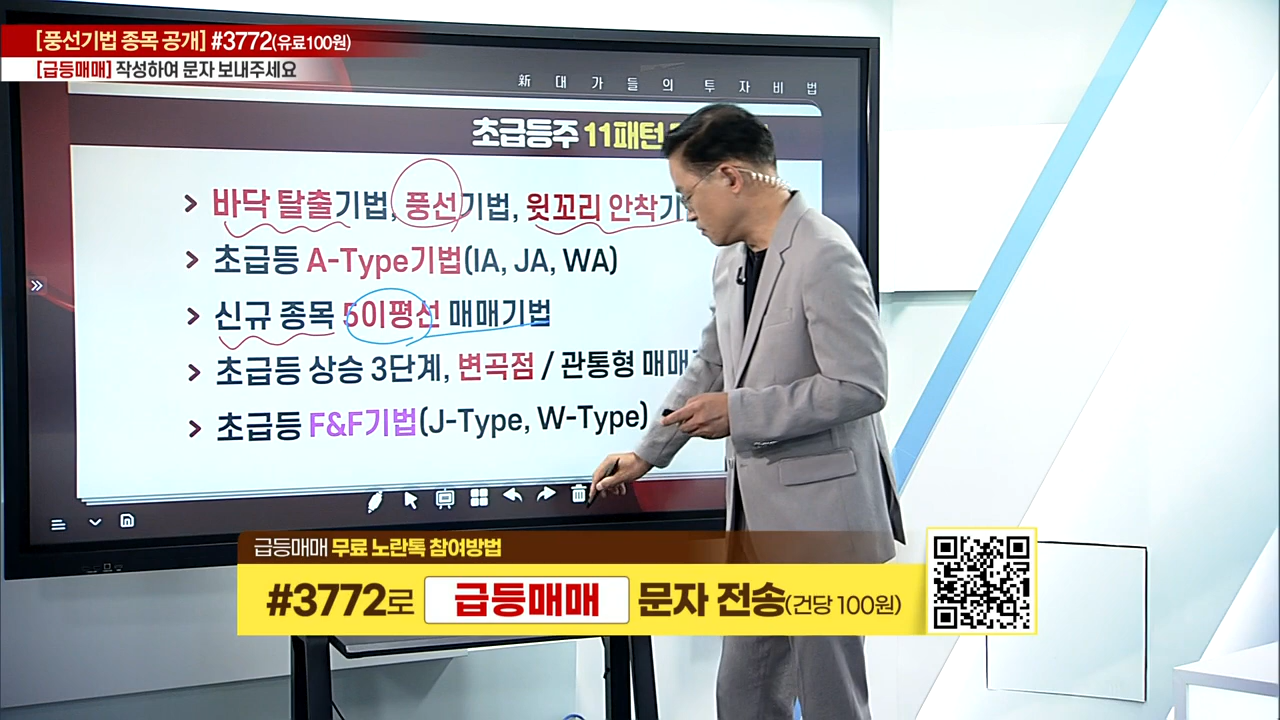 [풍선기법 종목 공개] #3772(유료100원)
[급등매매] 작성하여 문자 보내주세요
新 대 가 들 의 투 자 비 법
초급등주 11패턴
바닥 탈출기법, 풍선기법, 윗꼬리 안착기
초급등 A-Type기법(IA, JA, WA)
신규 종목 5이평선 매매기법
초급등 상승 3단계, 변곡점 / 관통형 매매
초급등 F&F기법(J-Type, W-Type)
급등매매 무료 노란톡 참여방법
#3772로 급등매매 문자 전송(건당 100원)